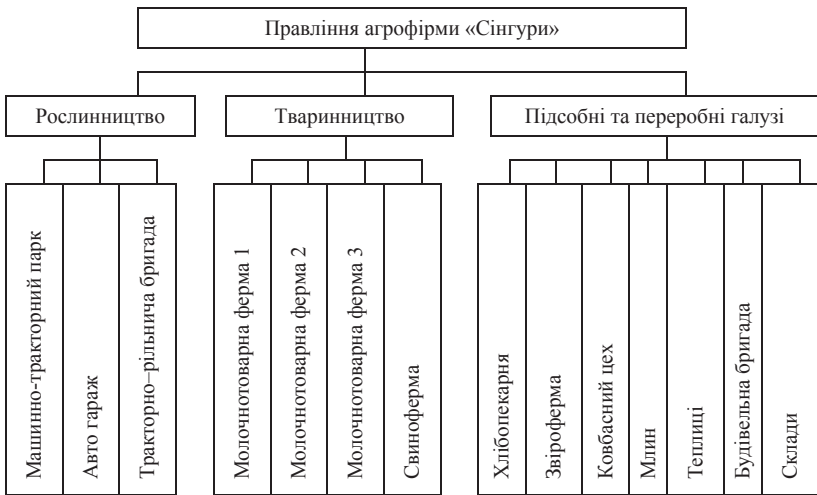 Правління агрофірми «Сінгури»
Рослинництво
Тваринництво
Підсобні та переробні галузі
Машинно-тракторний парк
Авто гараж
Тракторно–рільнича бригада
Молочнотоварна ферма 1
Молочнотоварна ферма 2
Молочнотоварна ферма 3
Свиноферма
Хлібопекарня
Звіроферма
Ковбасний цех
Млин
Теплиці
Будівельна бригада
Склади